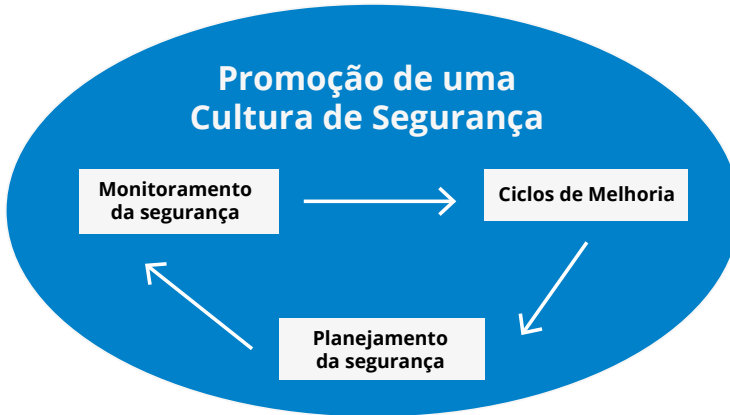 Promoção de uma
Cultura de Segurança
Monitoramento
da segurança
Ciclos de Melhoria
Planejamento
da segurança